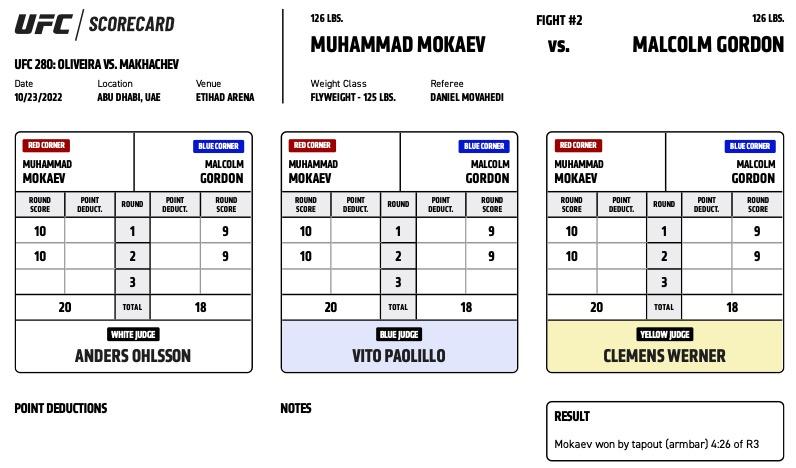 UFC SCORECARD
UFC 280: OLIVEIRA VS. MAKHACHEV
Date Location Venue
10/23/2022 ABU DHABI, UAE ETIHAD ARENA
126 LBS. FIGHT #2 126 LBS.
MUHAMMAD MOKAEV VS. MALCOLM GORDON
Weight Class Referee
FLYWEIGHT - 125 LBS. DANIEL MOVAHEDI
RED CORNER BLUE CORNER
MUHAMMAD MALCOLM
MOKAEV GORDON
ROUND POINT ROUND POINT ROUND
SCORE DEDUCT. DEDUCT. SCORE
10 1 9
10 2 9
3
20 TOTAL 18
WHITE JUDGE
ANDERS OHLSSON
RED CORNER BLUE CORNER
MUHAMMAD MALCOLM
MOKAEV GORDON
ROUND POINT ROUND POINT ROUND
SCORE DEDUCT. DEDUCT. SCORE
10 1 9
10 2 9
3
20 TOTAL 18
BLUE JUDGE
VITO PAOLILLO
RED CORNER BLUE CORNER
MUHAMMAD MALCOLM
MOKAEV GORDON
ROUND POINT ROUND POINT ROUND
SCORE DEDUCT. DEDUCT. SCORE
10 1 9
10 2 9
3
20 TOTAL 18
YELLOW JUDGE
CLEMENS WERNER
POINT DEDUCTIONS
NOTES
RESULT
Mokaev won by tapout (armbar) 4:26 of R3